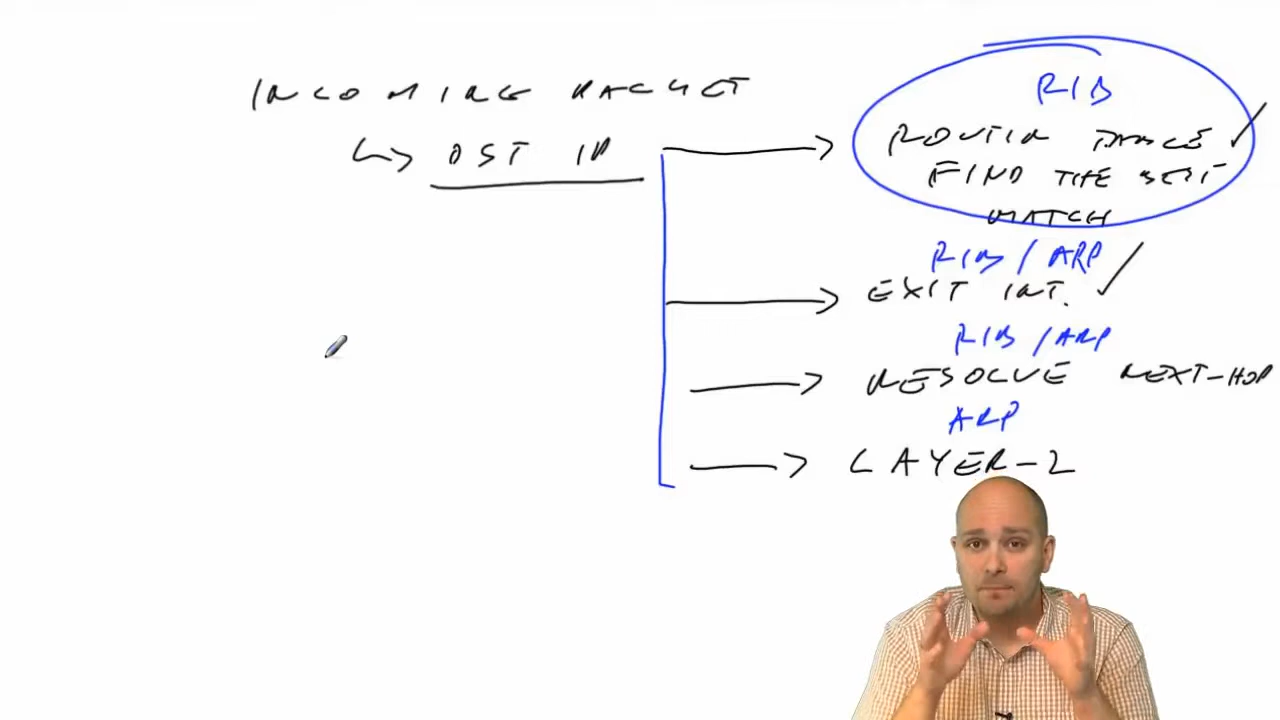 INCOMING PACKET
DST IP
RIB
ROUTIN TABLE
FIND THE BEST
MATCH
RIB / ARP
EXIT INT.
RIB / ARP
RESOLVE NEXT-HOP
ARP
LAYER-2